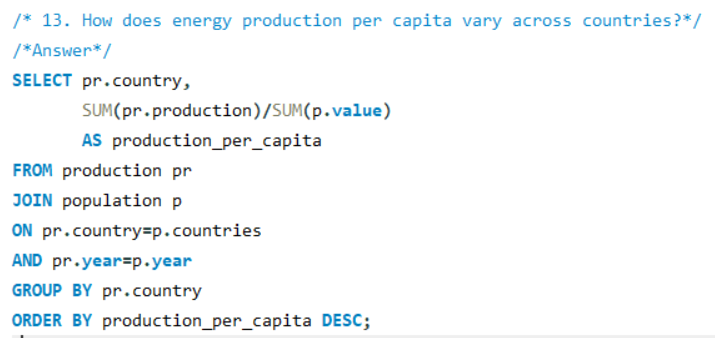 /* 13. How does energy production per capita vary across countries?*/
/*Answer*/
SELECT pr.country,
SUM(pr.production)/SUM(p.value)
AS production_per_capita
FROM production pr
JOIN population p
ON pr.country=p.countries
AND pr.year=p.year
GROUP BY pr.country
ORDER BY production_per_capita DESC;